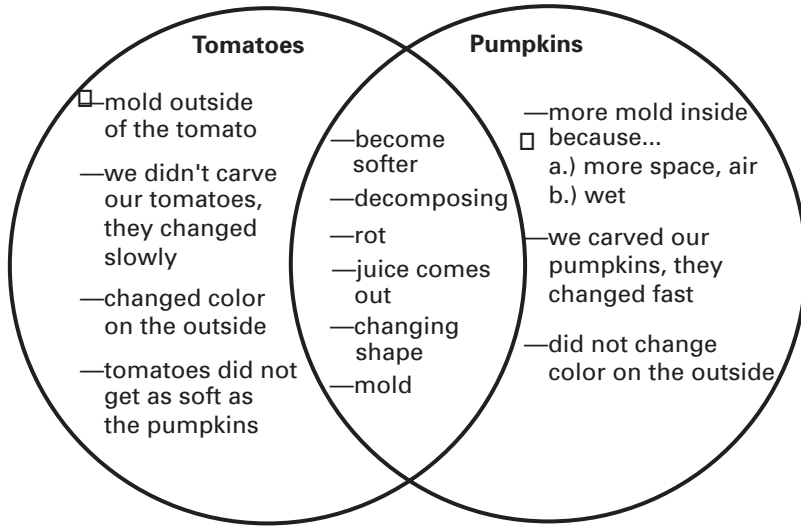 Tomatoes
—mold outside
of the tomato
—we didn't carve
our tomatoes,
they changed
slowly
—changed color
on the outside
—tomatoes did not
get as soft as
the pumpkins
—become
softer
—decomposing
—rot
—juice comes
out
—changing
shape
—mold
Pumpkins
—more mold inside
because...
a.) more space, air
b.) wet
—we carved our
pumpkins, they
changed fast
—did not change
color on the outside